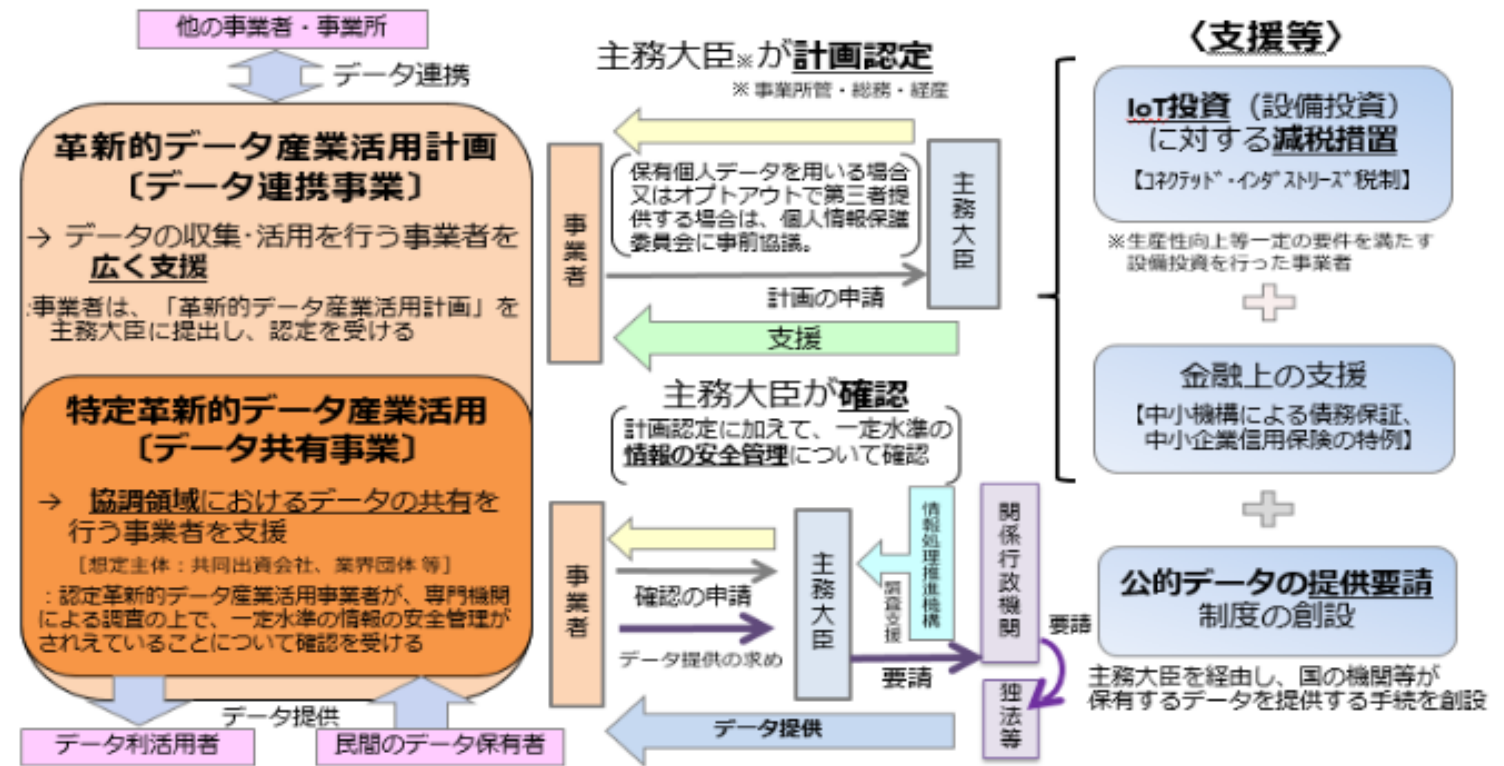 他の事業者・事業所
データ連携
革新的データ産業活用計画
〔データ連携事業〕
→ データの収集・活用を行う事業者を
広く支援
:事業者は、「革新的データ産業活用計画」を
主務大臣に提出し、認定を受ける
特定革新的データ産業活用
〔データ共有事業〕
→ 協調領域におけるデータの共有を
行う事業者を支援
［想定主体：共同出資会社、業界団体 等］
：認定革新的データ産業活用事業者が、専門機関
による調査の上で、一定水準の情報の安全管理が
されえていることについて確認を受ける
データ提供
データ利活用者
民間のデータ保有者
主務大臣※が計画認定
※ 事業所管・総務・経産
事業者
保有個人データを用いる場合
又はオプトアウトで第三者提
供する場合は、個人情報保護
委員会に事前協議。
主務大臣
計画の申請
支援
主務大臣が確認
計画認定に加えて、一定水準の
情報の安全管理について確認
事業者
確認の申請
データ提供の求め
主務大臣
情報処理推進機構
調査支援
要請
関係行政機関
要請
独法等
データ提供
〈支援等〉
IoT投資（設備投資）
に対する減税措置
【ｺﾈｸﾃｯﾄﾞ・ｲﾝﾀﾞｽﾄﾘｰｽﾞ税制】
※生産性向上等一定の要件を満たす
設備投資を行った事業者
金融上の支援
【中小機構による債務保証、
中小企業信用保険の特例】
公的データの提供要請
制度の創設
主務大臣を経由し、国の機関等が
保有するデータを提供する手続を創設